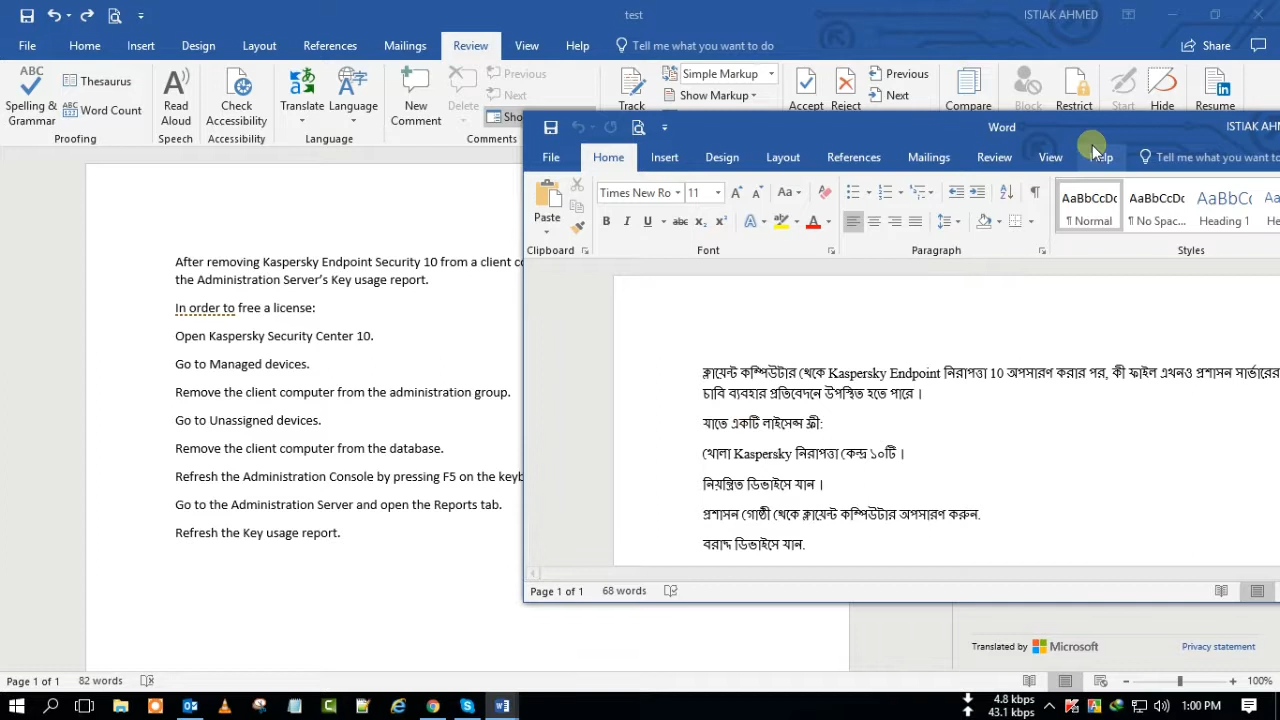 test
ISTIAK AHMED
File Home Insert Design Layout References Mailings Review View Help Tell me what you want to do Share
ABC
Spelling & Grammar
Thesaurus
Word Count
Proofing
Read Aloud
Speech
Check Accessibility
Accessibility
Translate
Language
Language
New Comment
Delete
Previous
Next
Comments
Track
Simple Markup
Show Markup
Accept
Reject
Previous
Next
Compare
Block
Restrict
Start
Hide
Resume
After removing Kaspersky Endpoint Security 10 from a client
the Administration Server's Key usage report.
In order to free a license:
Open Kaspersky Security Center 10.
Go to Managed devices.
Remove the client computer from the administration group.
Go to Unassigned devices.
Remove the client computer from the database.
Refresh the Administration Console by pressing F5 on the
Go to the Administration Server and open the Reports tab.
Refresh the Key usage report.
Word
ISTIAK
File Home Insert Design Layout References Mailings Review View Help Tell me what you want to
Paste
Clipboard
Times New Ro 11
Aa
B I U abc x₂ x² A A
Font
Paragraph
AaBbCcDc AaBbCcDc AaBbCc
¶ Normal ¶ No Spac... Heading 1
Styles
ক্লায়েন্ট কম্পিউটার থেকে Kaspersky Endpoint নিরাপত্তা 10 অপসারণ করার পর, কী ফাইল এখনও প্রশাসন সার্ভারের
চাবি ব্যবহার প্রতিবেদনে উপস্থিত হতে পারে ।
যাতে একটি লাইসেন্স ফ্রী:
খোলা Kaspersky নিরাপত্তা কেন্দ্র ১০টি ।
নিয়ন্ত্রিত ডিভাইসে যান ।
প্রশাসন গোষ্ঠী থেকে ক্লায়েন্ট কম্পিউটার অপসারণ করুন.
বরাদ্দ ডিভাইসে যান.
Page 1 of 1 68 words
Translated by Microsoft Privacy statement
Page 1 of 1 82 words 100%
4.8 kbps
43.1 kbps
1:00 PM